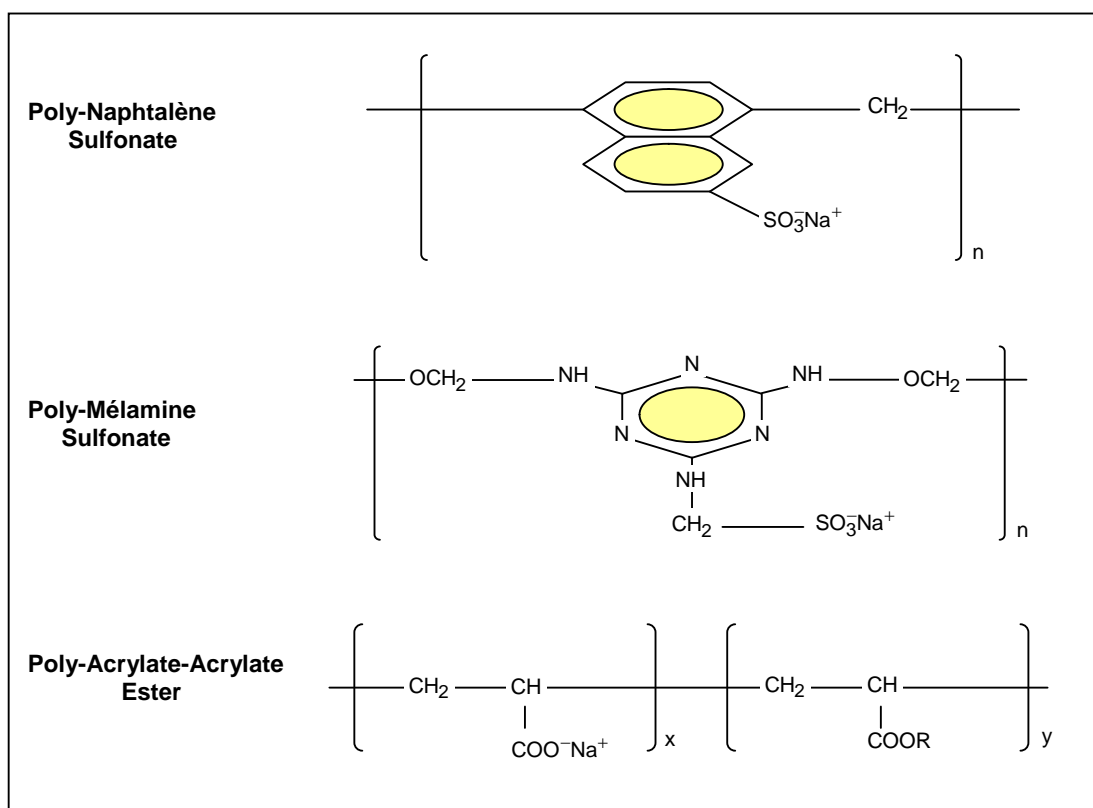 Poly-Naphtalène
Sulfonate
CH₂
SO₃⁻Na⁺
n
Poly-Mélamine
Sulfonate
OCH₂ NH N NH OCH₂
N N
NH
CH₂ SO₃⁻Na⁺
n
Poly-Acrylate-Acrylate
Ester
CH₂ CH CH₂ CH
COO⁻Na⁺ x COOR y